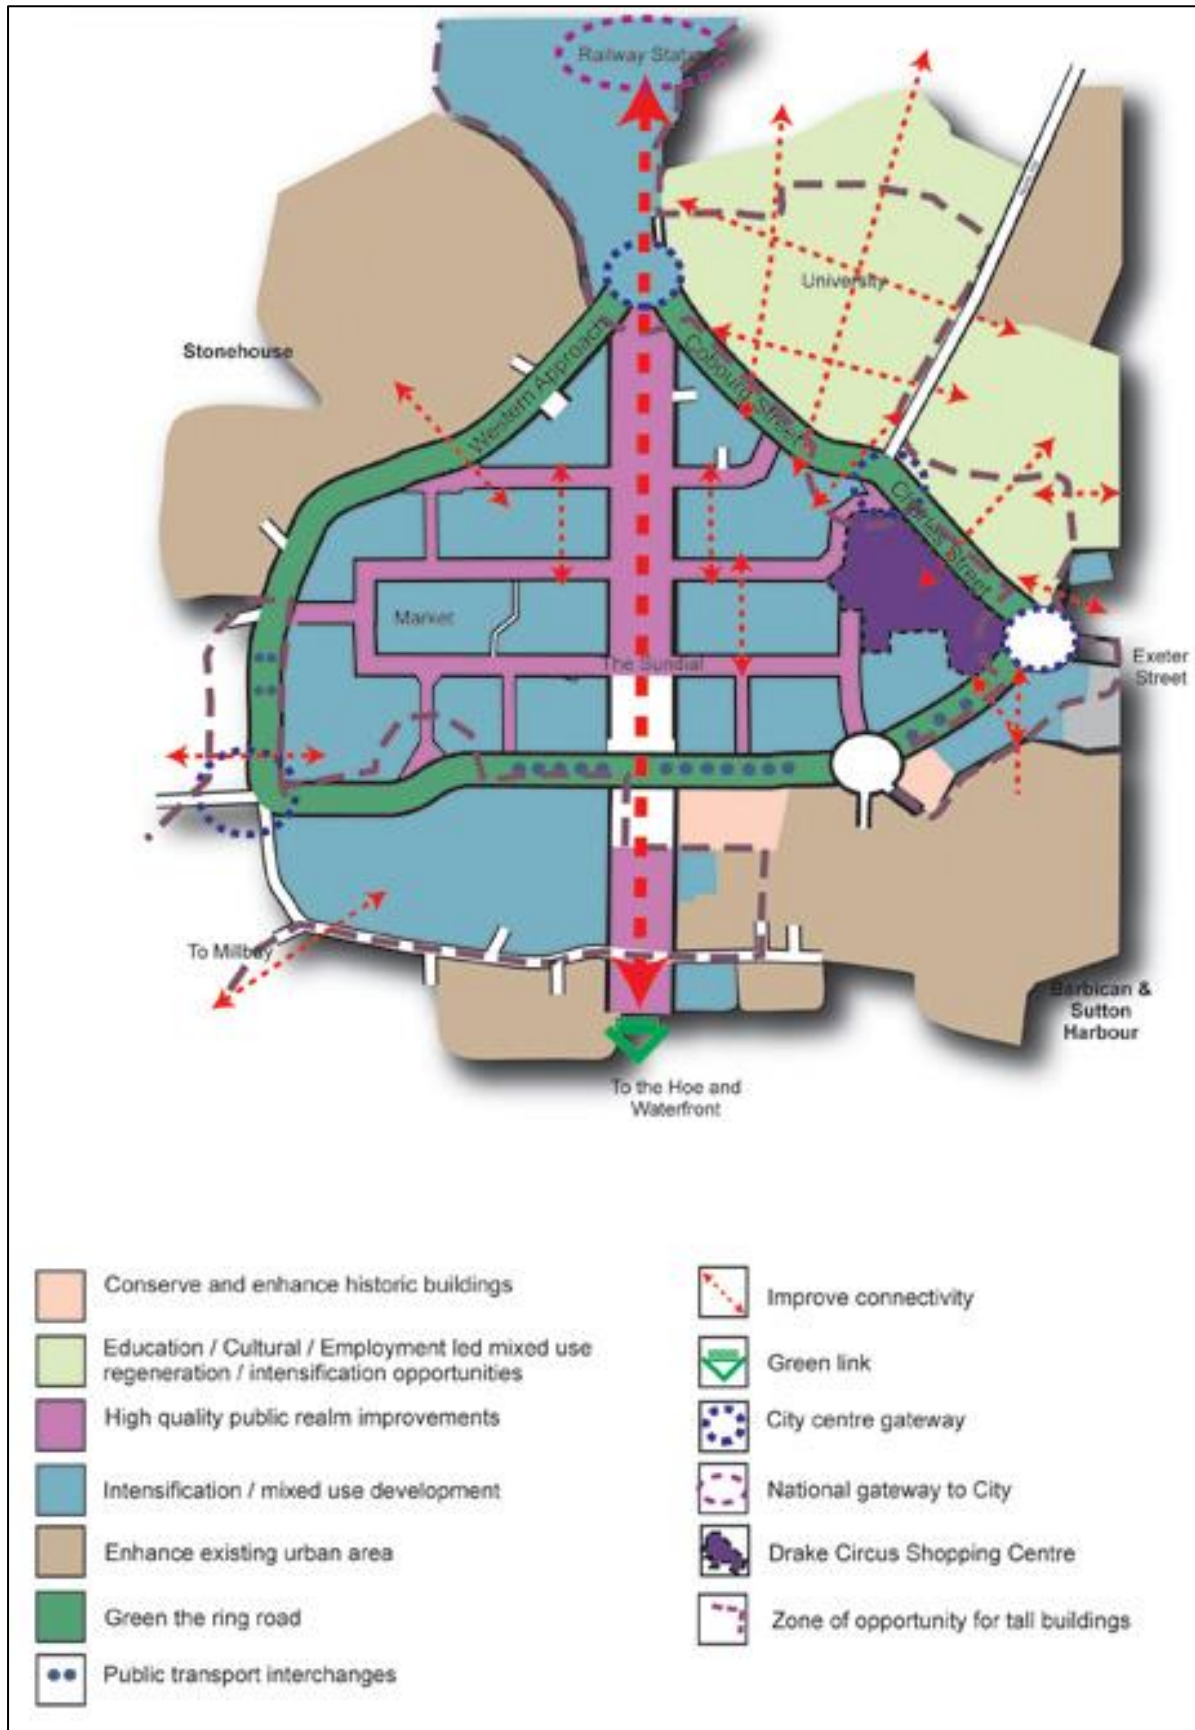 Railway Stat
University
Stonehouse
Western Approach
Cobourg Street
Charles Street
Market
The Sundial
Exeter
Street
To Millbay
Barbican &
Sutton
Harbour
To the Hoe and
Waterfront
Conserve and enhance historic buildings
Education / Cultural / Employment led mixed use
regeneration / intensification opportunities
High quality public realm improvements
Intensification / mixed use development
Enhance existing urban area
Green the ring road
Public transport interchanges
Improve connectivity
Green link
City centre gateway
National gateway to City
Drake Circus Shopping Centre
Zone of opportunity for tall buildings